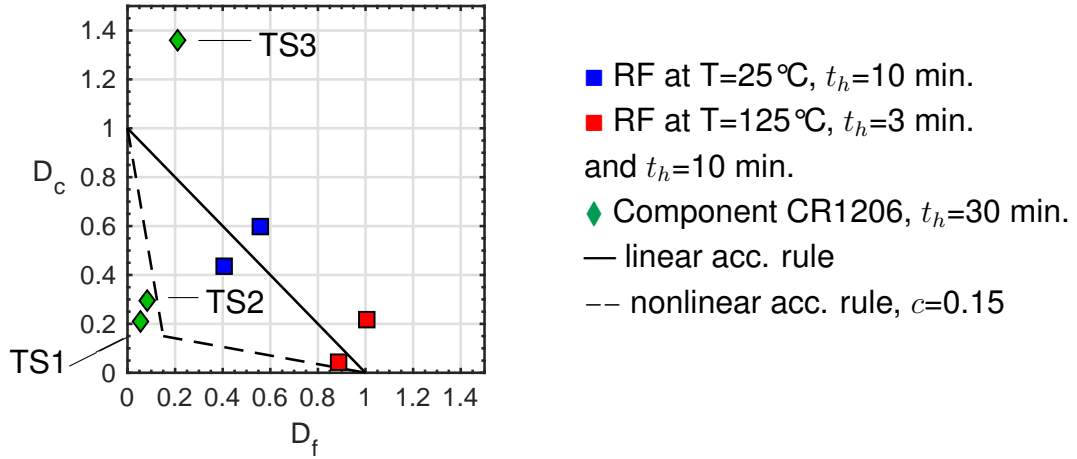 1.4
1.2
1
0.8
0.6
0.4
0.2
0
D_c
0 0.2 0.4 0.6 0.8 1 1.2 1.4
D_f
TS3
TS2
TS1
RF at T=25°C, t_h=10 min.
RF at T=125°C, t_h=3 min.
and t_h=10 min.
Component CR1206, t_h=30 min.
linear acc. rule
nonlinear acc. rule, c=0.15